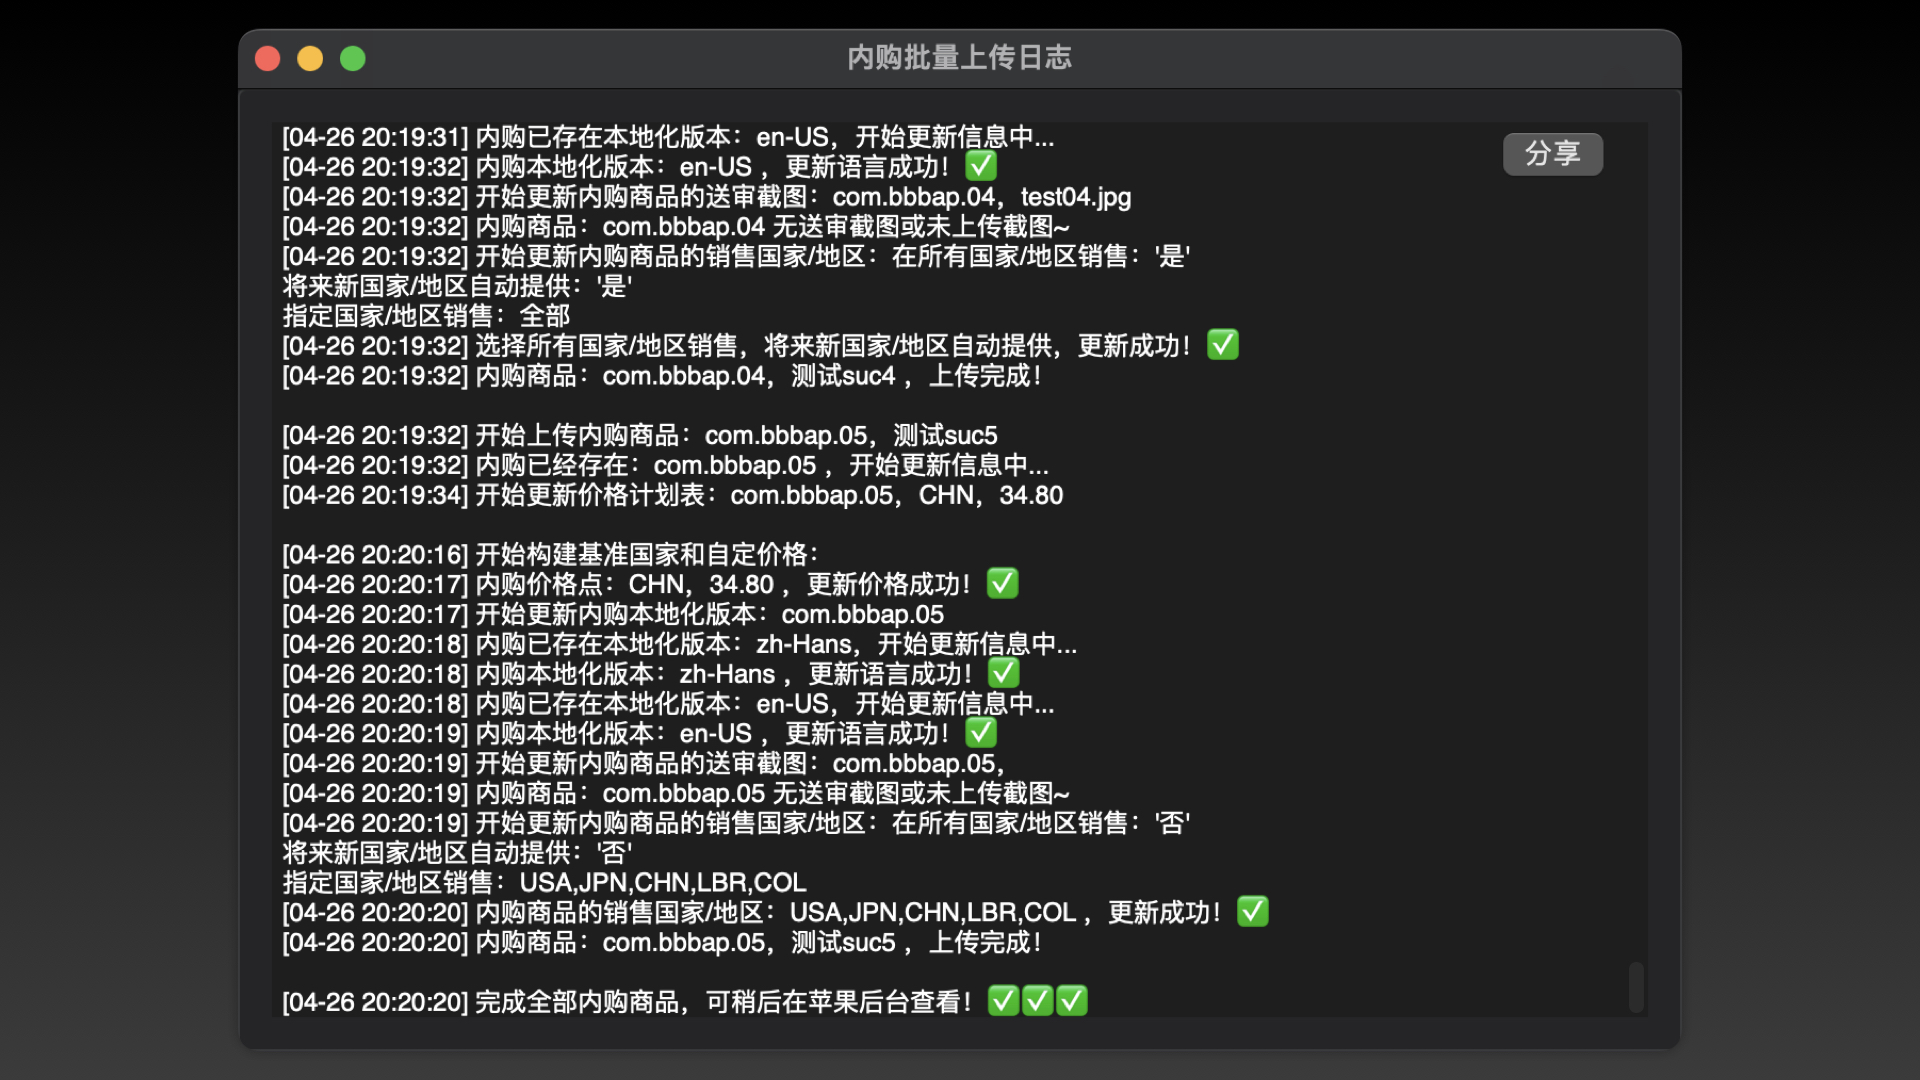 内购批量上传日志
分享
[04-26 20:19:31] 内购已存在本地化版本：en-US，开始更新信息中...
[04-26 20:19:32] 内购本地化版本：en-US ，更新语言成功！✅
[04-26 20:19:32] 开始更新内购商品的送审截图：com.bbbap.04，test04.jpg
[04-26 20:19:32] 内购商品：com.bbbap.04 无送审截图或未上传截图~
[04-26 20:19:32] 开始更新内购商品的销售国家/地区：在所有国家/地区销售：'是'
将来新国家/地区自动提供：'是'
指定国家/地区销售：全部
[04-26 20:19:32] 选择所有国家/地区销售，将来新国家/地区自动提供，更新成功！✅
[04-26 20:19:32] 内购商品：com.bbbap.04，测试suc4 ，上传完成！
[04-26 20:19:32] 开始上传内购商品：com.bbbap.05，测试suc5
[04-26 20:19:32] 内购已经存在：com.bbbap.05 ，开始更新信息中...
[04-26 20:19:34] 开始更新价格计划表：com.bbbap.05，CHN，34.80
[04-26 20:20:16] 开始构建基准国家和自定价格：
[04-26 20:20:17] 内购价格点：CHN，34.80 ，更新价格成功！✅
[04-26 20:20:17] 开始更新内购本地化版本：com.bbbap.05
[04-26 20:20:18] 内购已存在本地化版本：zh-Hans，开始更新信息中...
[04-26 20:20:18] 内购本地化版本：zh-Hans ，更新语言成功！✅
[04-26 20:20:18] 内购已存在本地化版本：en-US，开始更新信息中...
[04-26 20:20:19] 内购本地化版本：en-US ，更新语言成功！✅
[04-26 20:20:19] 开始更新内购商品的送审截图：com.bbbap.05，
[04-26 20:20:19] 内购商品：com.bbbap.05 无送审截图或未上传截图~
[04-26 20:20:19] 开始更新内购商品的销售国家/地区：在所有国家/地区销售：'否'
将来新国家/地区自动提供：'否'
指定国家/地区销售：USA,JPN,CHN,LBR,COL
[04-26 20:20:20] 内购商品的销售国家/地区：USA,JPN,CHN,LBR,COL ，更新成功！✅
[04-26 20:20:20] 内购商品：com.bbbap.05，测试suc5 ，上传完成！
[04-26 20:20:20] 完成全部内购商品，可稍后在苹果后台查看！✅✅✅